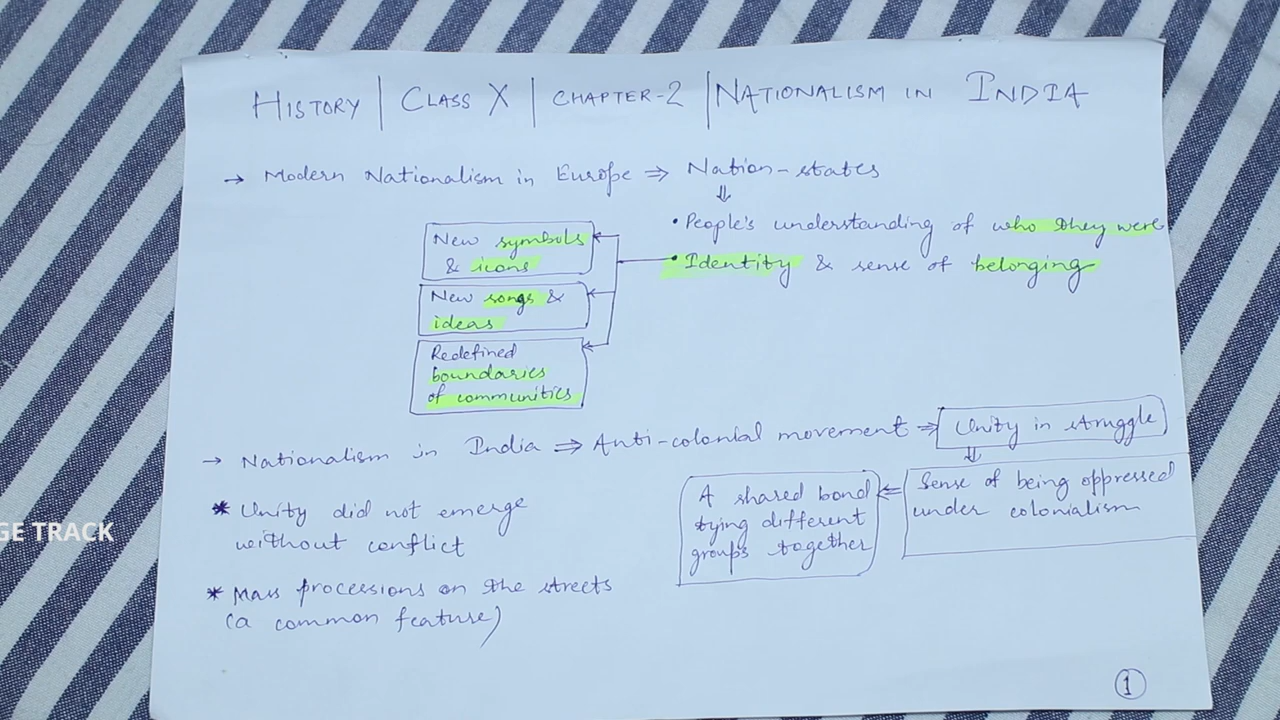 HISTORY | CLASS X | CHAPTER-2 | NATIONALISM IN INDIA
→ Modern Nationalism in Europe ⇒ Nation-states
⇓
• People's understanding of who they were
• Identity & sense of belonging
New symbols
& icons
New songs &
ideas
Redefined
boundaries
of communities
→ Nationalism in India ⇒ Anti-colonial movement ⇒ Unity in struggle
⇓
Sense of being oppressed
under colonialism
⇐
A shared bond
tying different
groups together
* Unity did not emerge
without conflict
* Mass processions on the streets
(a common feature)
1
GE TRACK